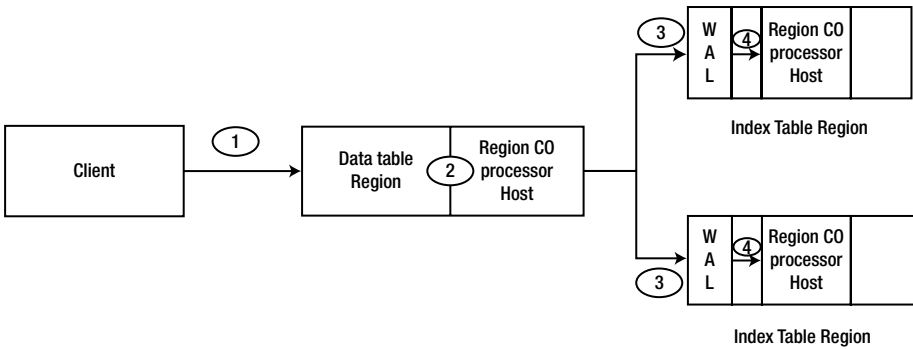 Client
1
Data table
Region
2
Region CO
processor
Host
3
W
A
L
4
Region CO
processor
Host
Index Table Region
3
W
A
L
4
Region CO
processor
Host
Index Table Region